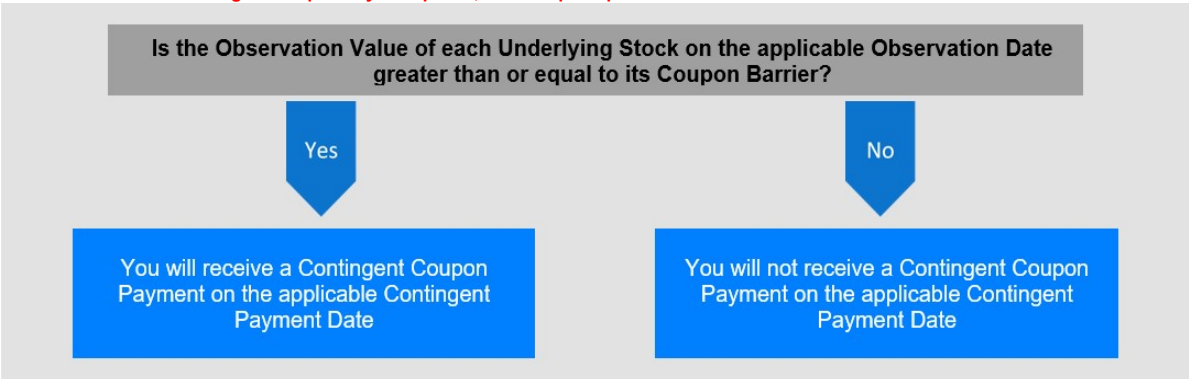 Is the Observation Value of each Underlying Stock on the applicable Observation Date
greater than or equal to its Coupon Barrier?
Yes
No
You will receive a Contingent Coupon
Payment on the applicable Contingent
Payment Date
You will not receive a Contingent Coupon
Payment on the applicable Contingent
Payment Date